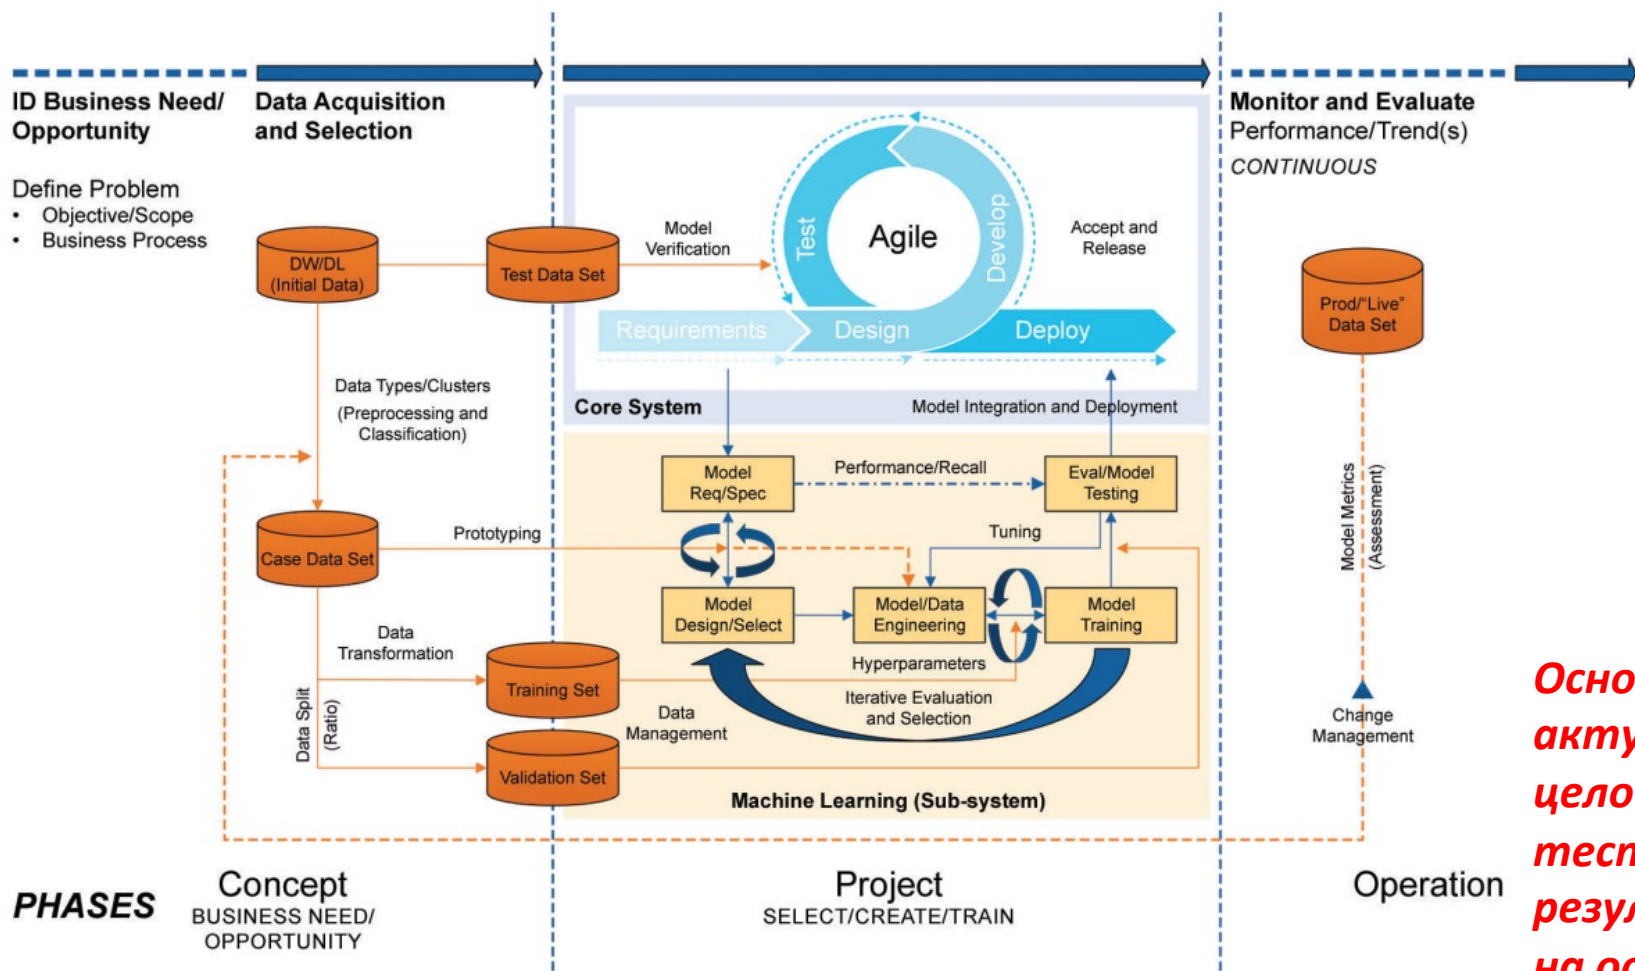 ID Business Need/
Opportunity
Data Acquisition
and Selection
Monitor and Evaluate
Performance/Trend(s)
CONTINUOUS
Define Problem
• Objective/Scope
• Business Process
DW/DL
(Initial Data)
Test Data Set
Model
Verification
Test
Agile
Develop
Accept and
Release
Requirements
Design
Deploy
Prod/"Live"
Data Set
Data Types/Clusters
(Preprocessing and
Classification)
Core System
Model Integration and Deployment
Model
Req/Spec
Performance/Recall
Eval/Model
Testing
Case Data Set
Prototyping
Tuning
Model Metrics
(Assessment)
Model
Design/Select
Model/Data
Engineering
Model
Training
Data
Transformation
Training Set
Hyperparameters
Iterative Evaluation
and Selection
Data
Management
Data Split
(Ratio)
Validation Set
Change
Management
Machine Learning (Sub-system)
PHASES
Concept
BUSINESS NEED/
OPPORTUNITY
Project
SELECT/CREATE/TRAIN
Operation